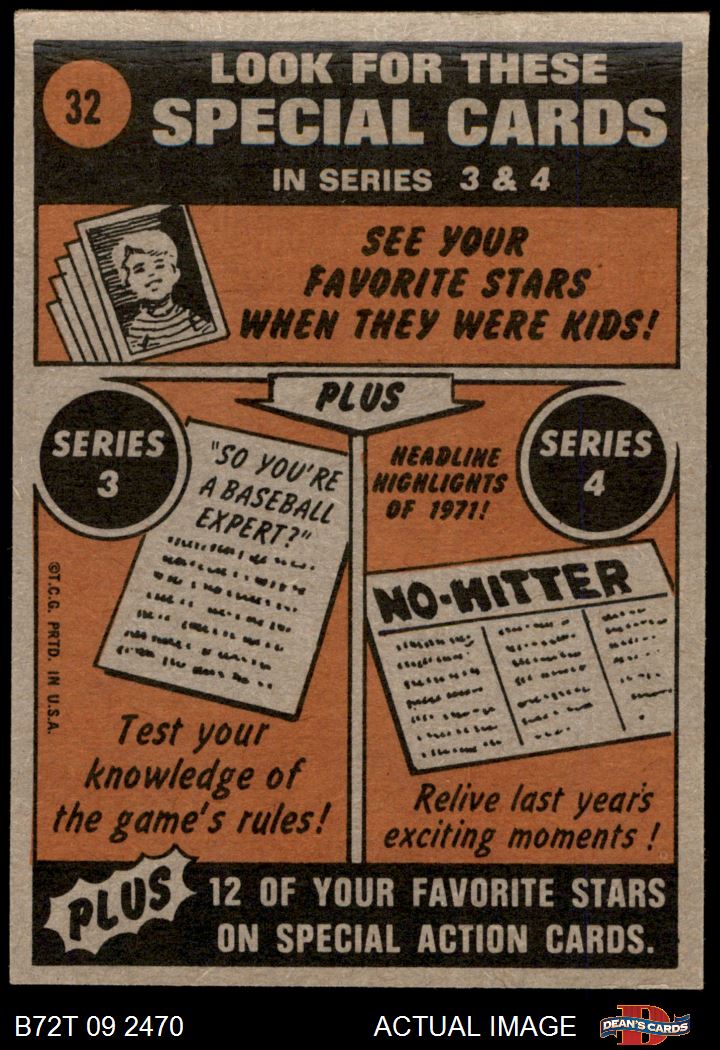 32
LOOK FOR THESE
SPECIAL CARDS
IN SERIES 3 & 4
SEE YOUR
FAVORITE STARS
WHEN THEY WERE KIDS!
PLUS
SERIES
3
"SO YOU'RE
A BASEBALL
EXPERT?"
Test your
knowledge of
the game's rules!
HEADLINE
HIGHLIGHTS
OF 1971!
SERIES
4
NO-HITTER
Relive last year's
exciting moments!
©T.C.G. PRTD. IN U.S.A.
PLUS
12 OF YOUR FAVORITE STARS
ON SPECIAL ACTION CARDS.
B72T 09 2470
ACTUAL IMAGE
D
DEAN'S CARDS